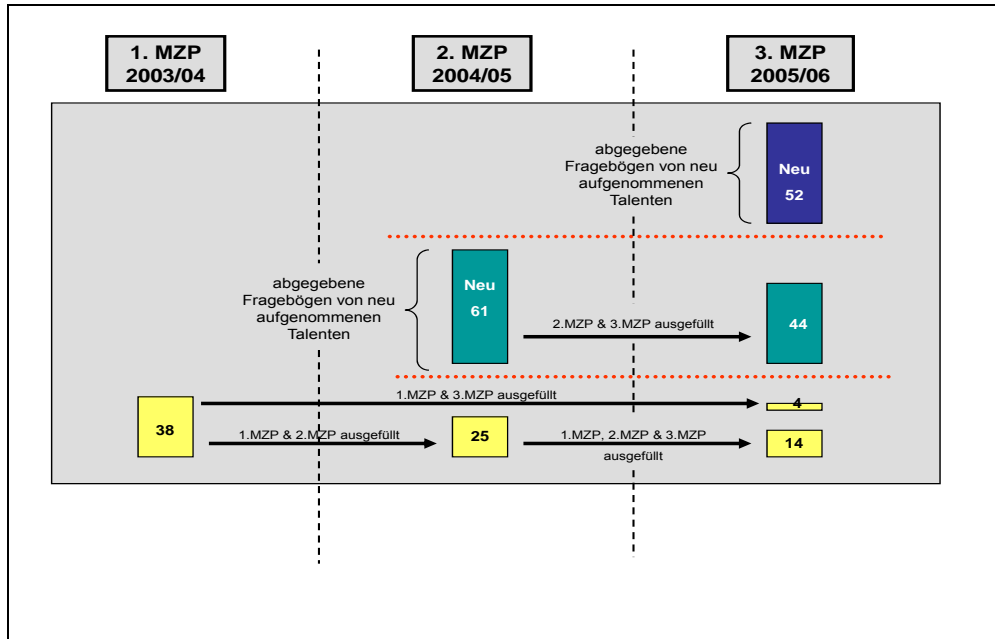 1. MZP
2003/04
2. MZP
2004/05
3. MZP
2005/06
abgegebene
Fragebögen von neu
aufgenommenen
Talenten
Neu
52
abgegebene
Fragebögen von neu
aufgenommenen
Talenten
Neu
61
2.MZP & 3.MZP ausgefüllt
44
1.MZP & 3.MZP ausgefüllt
4
38
1.MZP & 2.MZP ausgefüllt
25
1.MZP, 2.MZP & 3.MZP
ausgefüllt
14